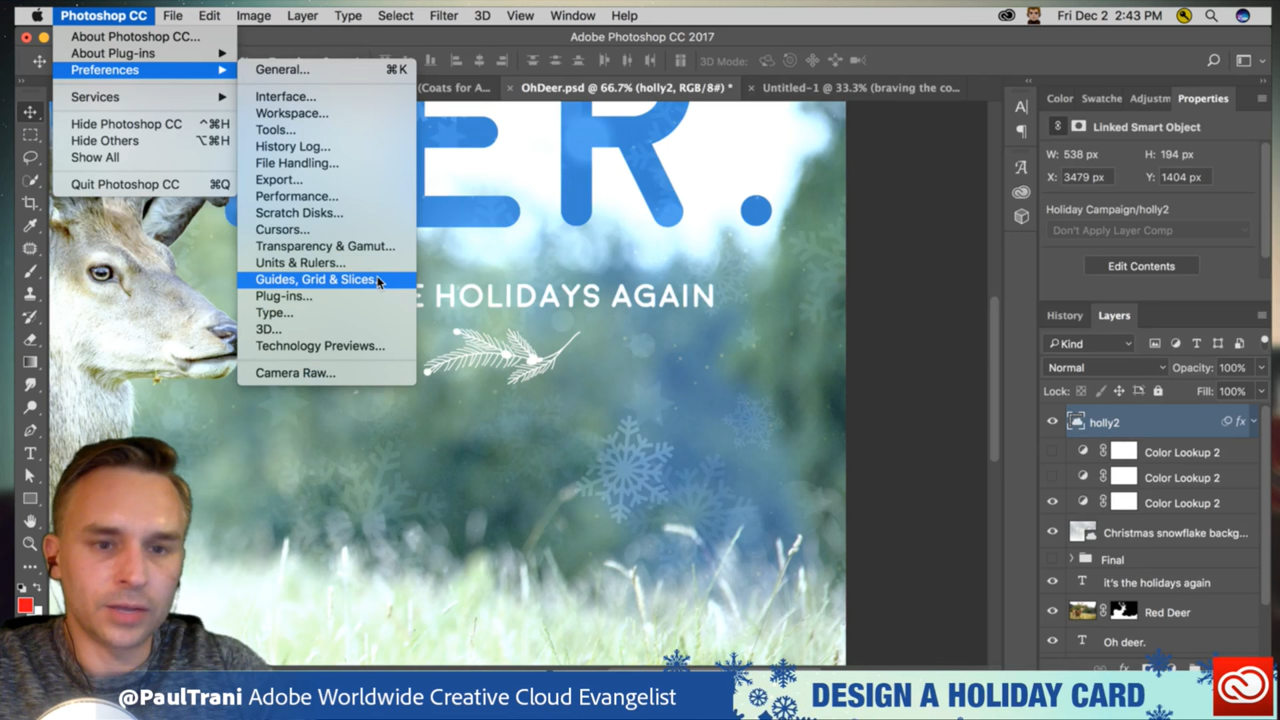 Photoshop CC File Edit Image Layer Type Select Filter 3D View Window Help Fri Dec 2 2:43 PM
Adobe Photoshop CC 2017
About Photoshop CC...
About Plug-ins
Preferences
Services
Hide Photoshop CC ^⌘H
Hide Others ⌥⌘H
Show All
Quit Photoshop CC ⌘Q
General... ⌘K
Interface...
Workspace...
Tools...
History Log...
File Handling...
Export...
Performance...
Scratch Disks...
Cursors...
Transparency & Gamut...
Units & Rulers...
Guides, Grid & Slices...
Plug-ins...
Type...
3D...
Technology Previews...
Camera Raw...
3D Mode:
(Coats for A... × OhDeer.psd @ 66.7% (holly2, RGB/8#) * × Untitled-1 @ 33.3% (braving the co...
ER.
E HOLIDAYS AGAIN
Color Swatche Adjustm Properties
Linked Smart Object
W: 538 px H: 194 px
X: 3479 px Y: 1404 px
Holiday Campaign/holly2
Don't Apply Layer Comp
Edit Contents
History Layers
Kind
Normal Opacity: 100%
Lock: Fill: 100%
holly2 fx
Color Lookup 2
Color Lookup 2
Color Lookup 2
Christmas snowflake backg...
Final
it's the holidays again
Red Deer
Oh deer.
@PaulTrani Adobe Worldwide Creative Cloud Evangelist
DESIGN A HOLIDAY CARD